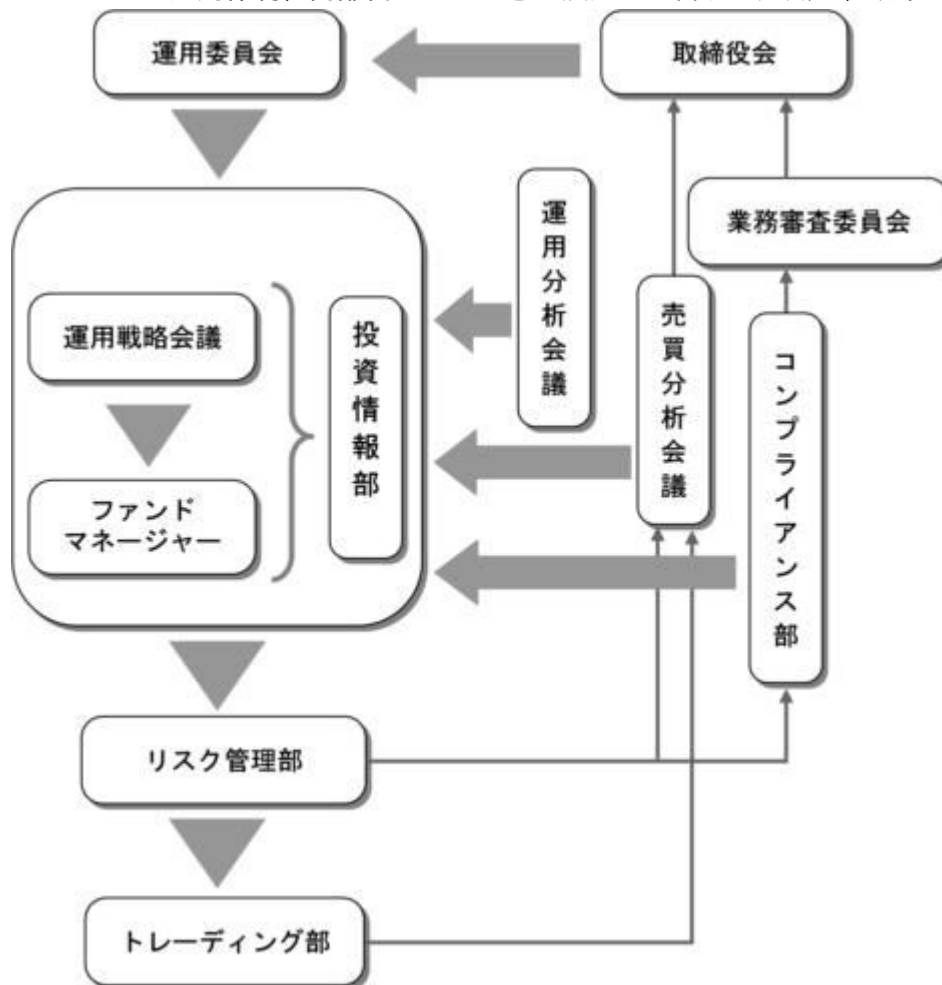 運用委員会
取締役会
業務審査委員会
運用分析会議
売買分析会議
コンプライアンス部
運用戦略会議
投資情報部
ファンド
マネージャー
リスク管理部
トレーディング部